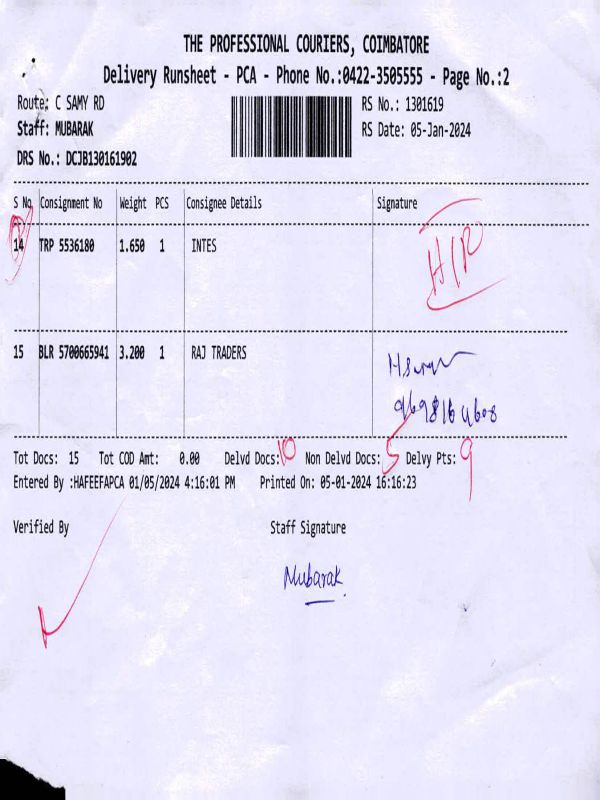 THE PROFESSIONAL COURIERS, COIMBATORE
Delivery Runsheet - PCA - Phone No.:0422-3505555 - Page No.:2
Route: C SAMY RD
RS No.: 1301619
Staff: MUBARAK
RS Date: 05-Jan-2024
DRS No.: DCJB130161902
S No. Consignment No Weight PCS Consignee Details Signature
14 TRP 5536180 1.650 1 INTES
15 BLR 5700665941 3.200 1 RAJ TRADERS
Tot Docs: 15 Tot COD Amt: 0.00 Delvd Docs: 10 Non Delvd Docs: 5 Delvy Pts: 9
Entered By :HAFEEFAPCA 01/05/2024 4:16:01 PM Printed On: 05-01-2024 16:16:23
Verified By Staff Signature
Mubarak